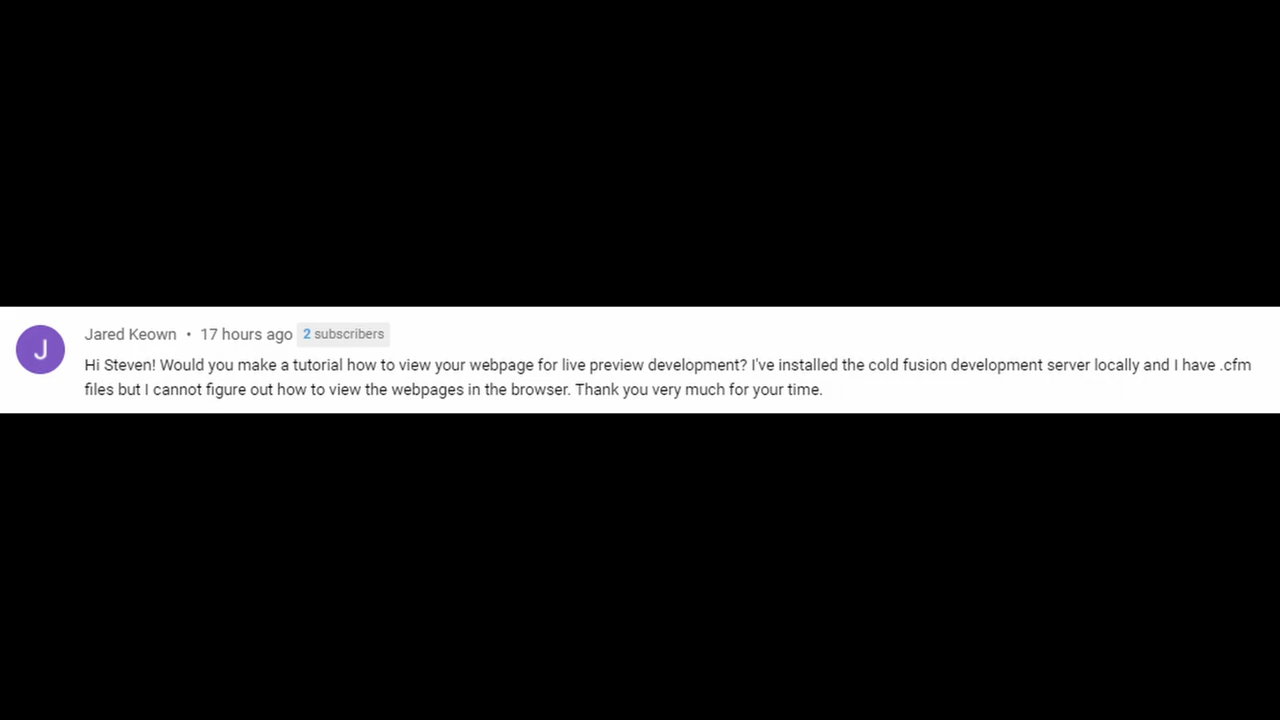 J
Jared Keown • 17 hours ago 2 subscribers
Hi Steven! Would you make a tutorial how to view your webpage for live preview development? I've installed the cold fusion development server locally and I have .cfm
files but I cannot figure out how to view the webpages in the browser. Thank you very much for your time.